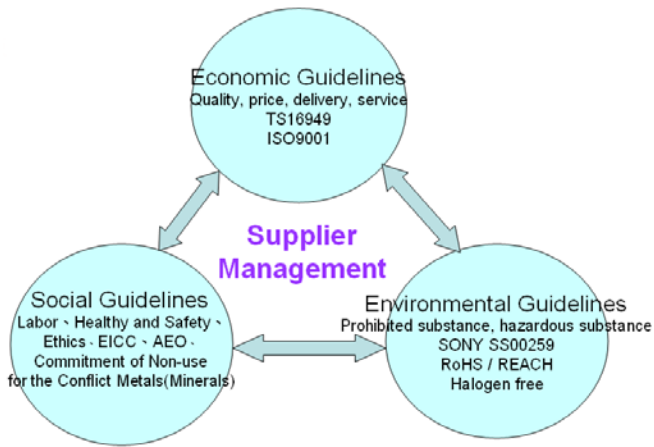 Economic Guidelines
Quality, price, delivery, service
TS16949
ISO9001
Supplier
Management
Social Guidelines
Labor、Healthy and Safety、
Ethics、EICC、AEO、
Commitment of Non-use
for the Conflict Metals(Minerals)
Environmental Guidelines
Prohibited substance, hazardous substance
SONY SS00259
RoHS / REACH
Halogen free